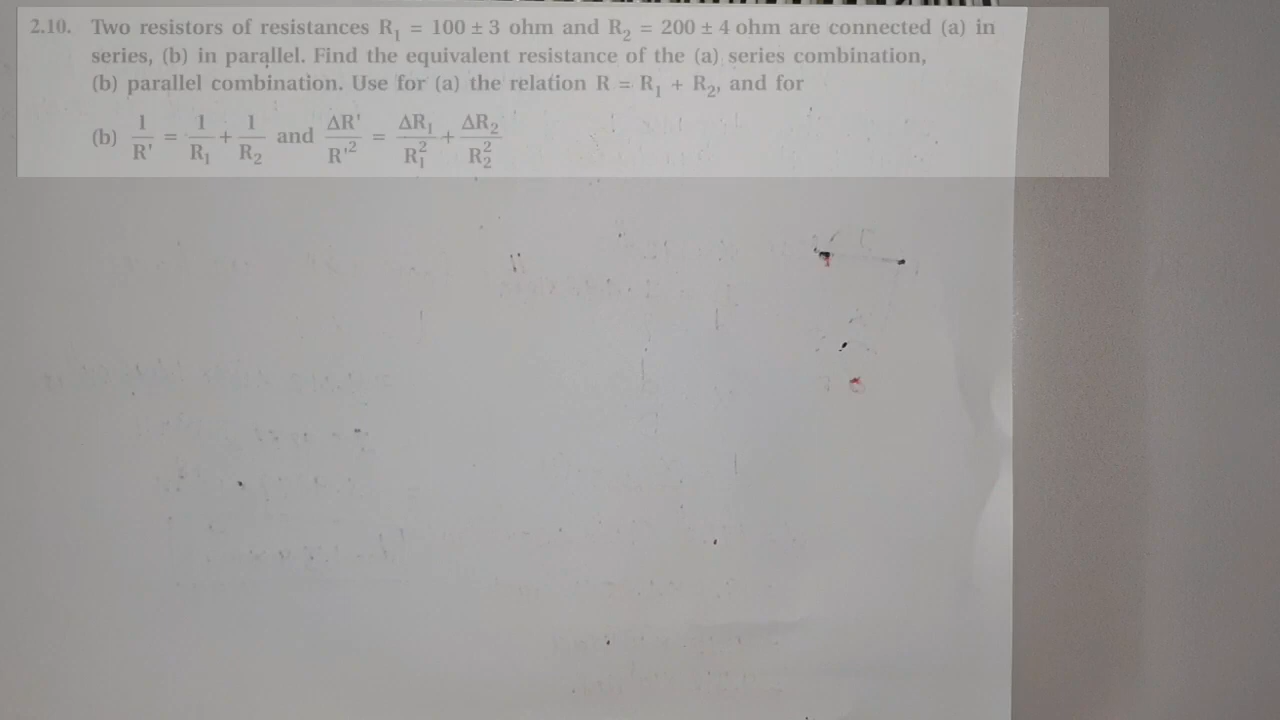 2.10. Two resistors of resistances R₁ = 100 ± 3 ohm and R₂ = 200 ± 4 ohm are connected (a) in
series, (b) in parallel. Find the equivalent resistance of the (a) series combination,
(b) parallel combination. Use for (a) the relation R = R₁ + R₂, and for
(b) 1/R' = 1/R₁ + 1/R₂ and ΔR'/R'² = ΔR₁/R₁² + ΔR₂/R₂²